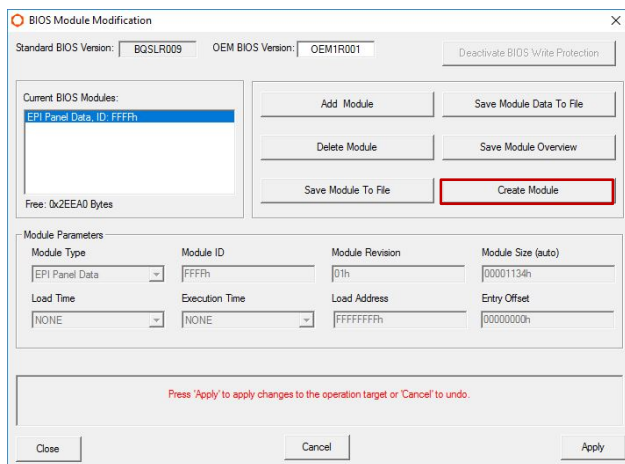 BIOS Module Modification
Standard BIOS Version: BQSLR009 OEM BIOS Version: OEM1R001 Deactivate BIOS Write Protection
Current BIOS Modules:
EPI Panel Data, ID: FFFFh
Free: 0x2EEA0 Bytes
Add Module Save Module Data To File
Delete Module Save Module Overview
Save Module To File Create Module
Module Parameters
Module Type Module ID Module Revision Module Size (auto)
EPI Panel Data FFFFh 01h 00001134h
Load Time Execution Time Load Address Entry Offset
NONE NONE FFFFFFFFh 00000000h
Press 'Apply' to apply changes to the operation target or 'Cancel' to undo.
Close Cancel Apply